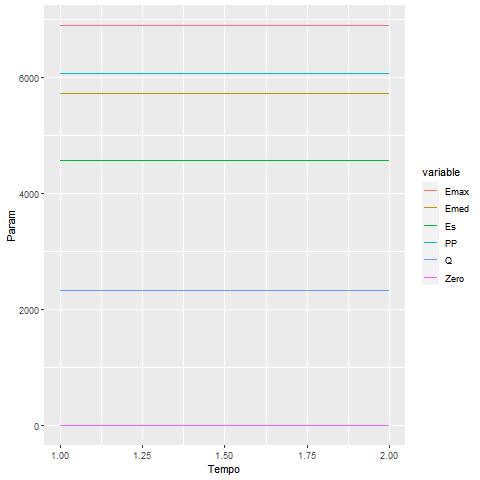 Param
6000
4000
2000
0
1.00 1.25 1.50 1.75 2.00
Tempo
variable
Emax
Emed
Es
PP
Q
Zero